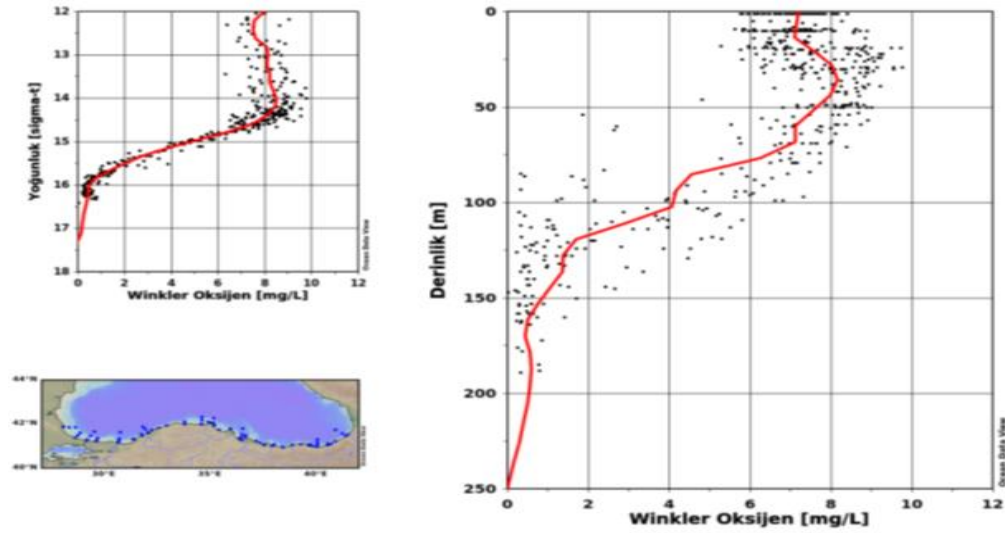 12
13
14
15
16
17
18
Yoğunluk [sigma-t]
0 2 4 6 8 10 12
Winkler Oksijen [mg/L]
Ocean Data View
44°N
42°N
40°N
30°E 35°E 40°E
0
50
100
150
200
250
Derinlik [m]
0 2 4 6 8 10 12
Winkler Oksijen [mg/L]
Ocean Data View